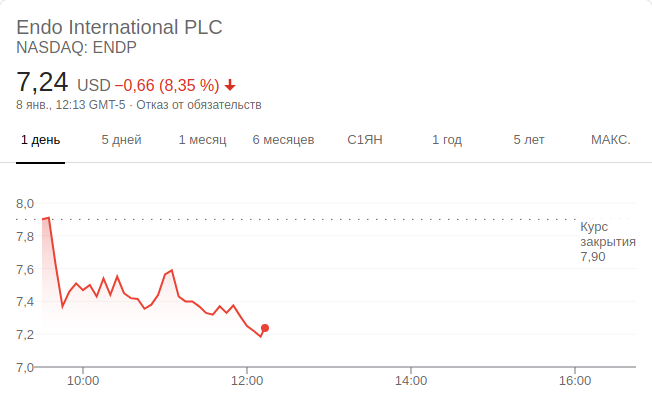 Endo International PLC
NASDAQ: ENDP
7,24 USD −0,66 (8,35 %)
8 янв., 12:13 GMT-5 · Отказ от обязательств
1 день 5 дней 1 месяц 6 месяцев С1ЯН 1 год 5 лет МАКС.
8,0
Курс
закрытия
7,90
7,8
7,6
7,4
7,2
7,0
10:00 12:00 14:00 16:00